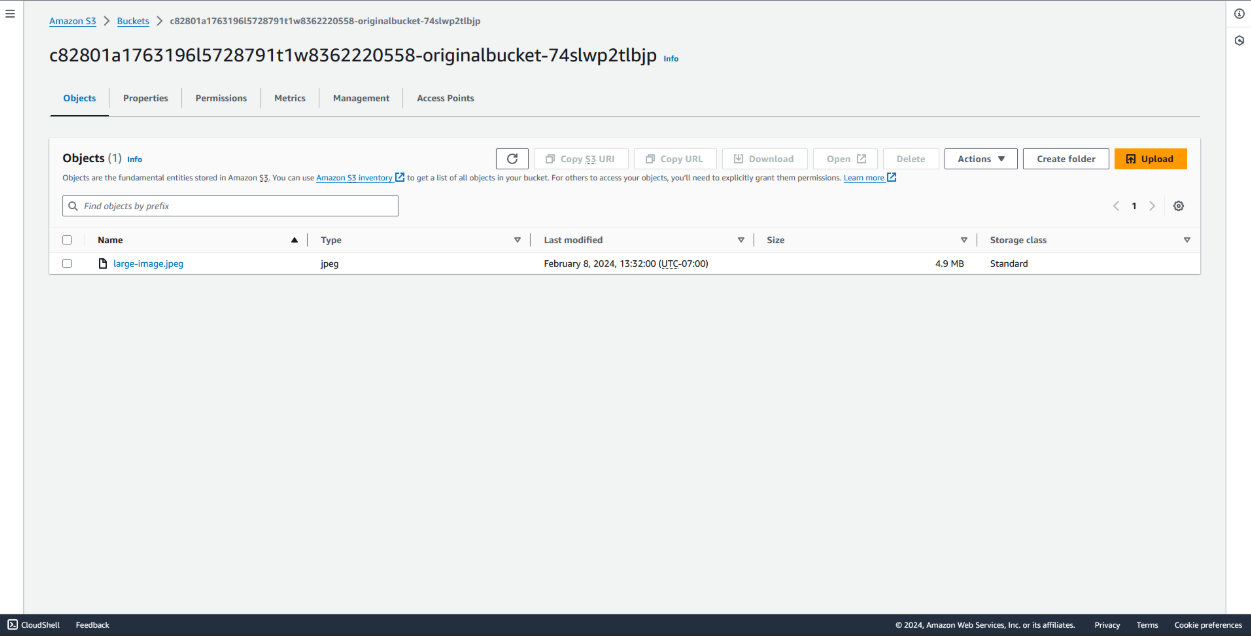 Amazon S3 > Buckets > c82801a1763196l5728791t1w8362220558-originalbucket-74slwp2tlbjp
c82801a1763196l5728791t1w8362220558-originalbucket-74slwp2tlbjp Info
Objects Properties Permissions Metrics Management Access Points
Objects (1) Info Copy S3 URI Copy URL Download Open Delete Actions Create folder Upload
Objects are the fundamental entities stored in Amazon S3. You can use Amazon S3 inventory to get a list of all objects in your bucket. For others to access your objects, you'll need to explicitly grant them permissions. Learn more
Find objects by prefix 1
Name Type Last modified Size Storage class
large-image.jpeg jpeg February 8, 2024, 13:32:00 (UTC-07:00) 4.9 MB Standard
CloudShell Feedback © 2024, Amazon Web Services, Inc. or its affiliates. Privacy Terms Cookie preferences